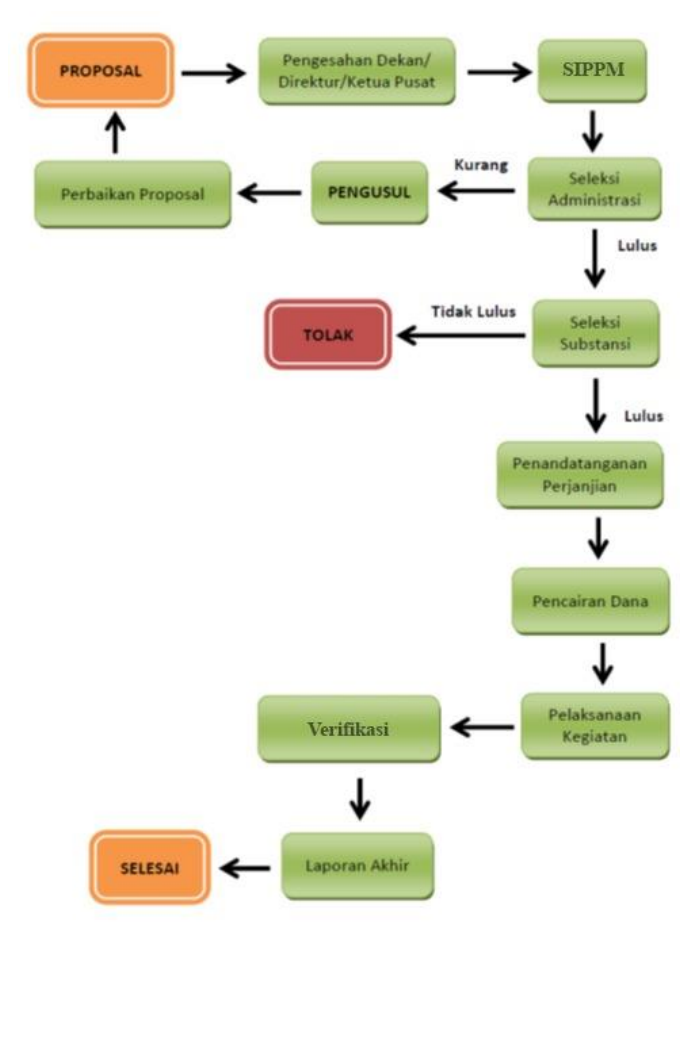 PROPOSAL
Pengesahan Dekan/
Direktur/Ketua Pusat
SIPPM
Perbaikan Proposal
PENGUSUL
Kurang
Seleksi
Administrasi
Lulus
TOLAK
Tidak Lulus
Seleksi
Substansi
Lulus
Penandatanganan
Perjanjian
Pencairan Dana
Verifikasi
Pelaksanaan
Kegiatan
SELESAI
Laporan Akhir